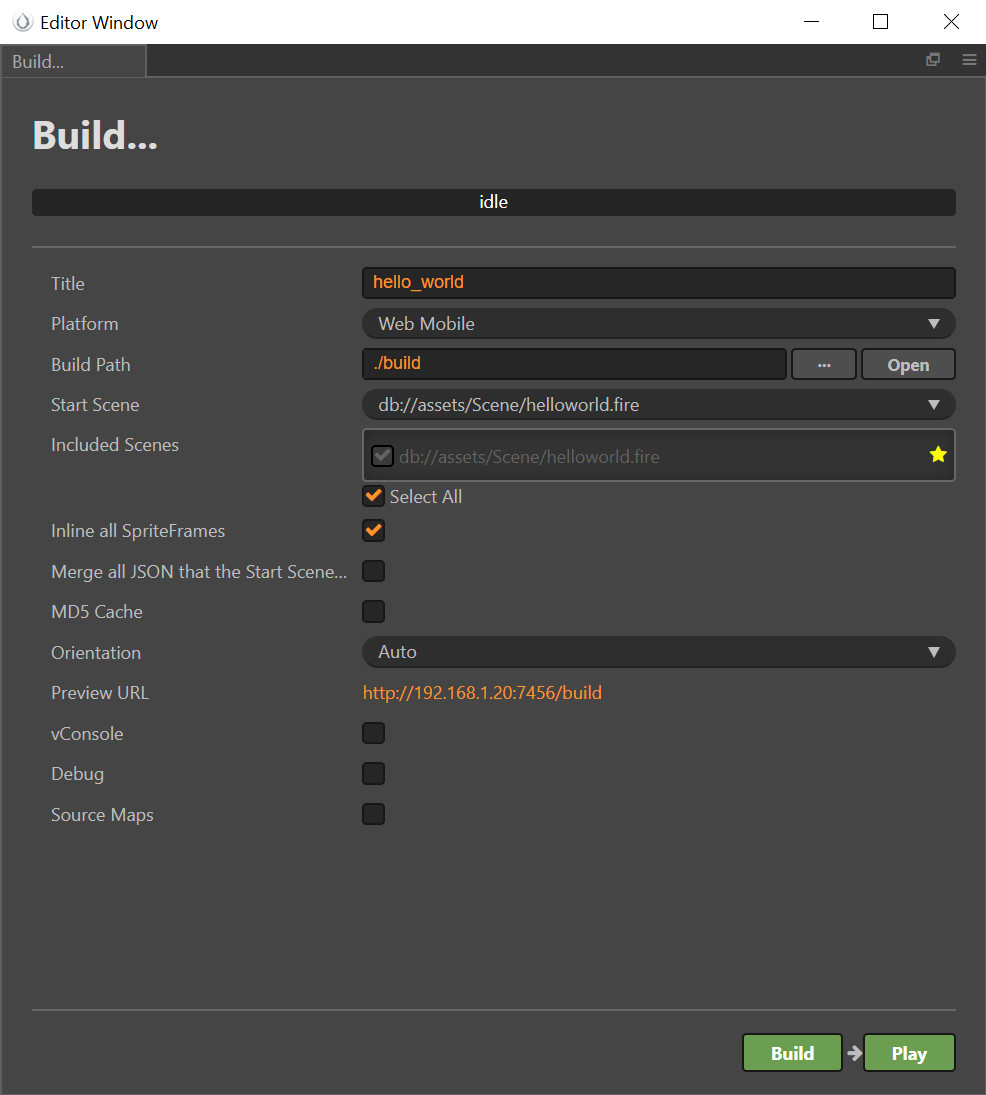 Editor Window
Build...
Build...
idle
Title hello_world
Platform Web Mobile
Build Path ./build ... Open
Start Scene db://assets/Scene/helloworld.fire
Included Scenes db://assets/Scene/helloworld.fire
Select All
Inline all SpriteFrames
Merge all JSON that the Start Scene...
MD5 Cache
Orientation Auto
Preview URL http://192.168.1.20:7456/build
vConsole
Debug
Source Maps
Build Play